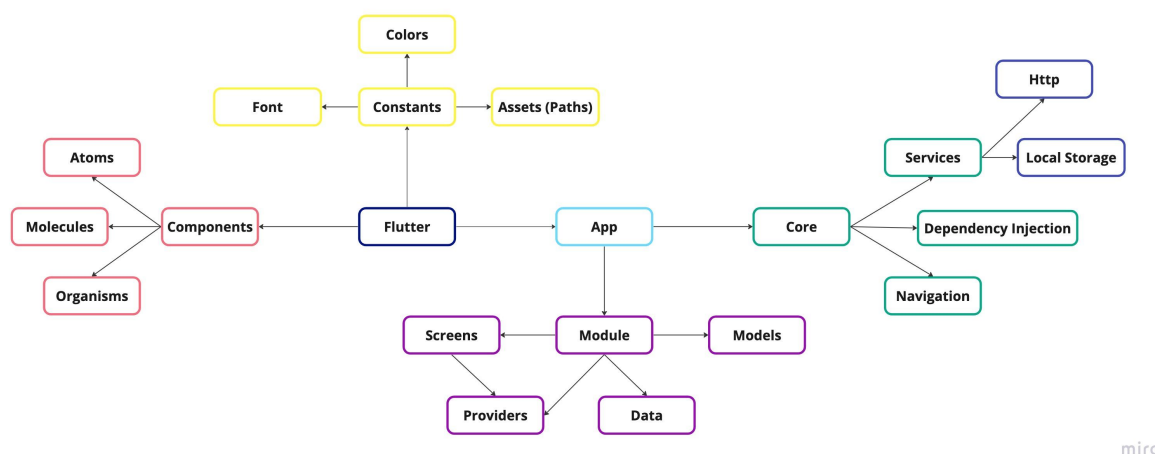 Colors
Http
Font
Constants
Assets (Paths)
Atoms
Services
Local Storage
Molecules
Components
Flutter
App
Core
Dependency Injection
Organisms
Navigation
Screens
Module
Models
Providers
Data